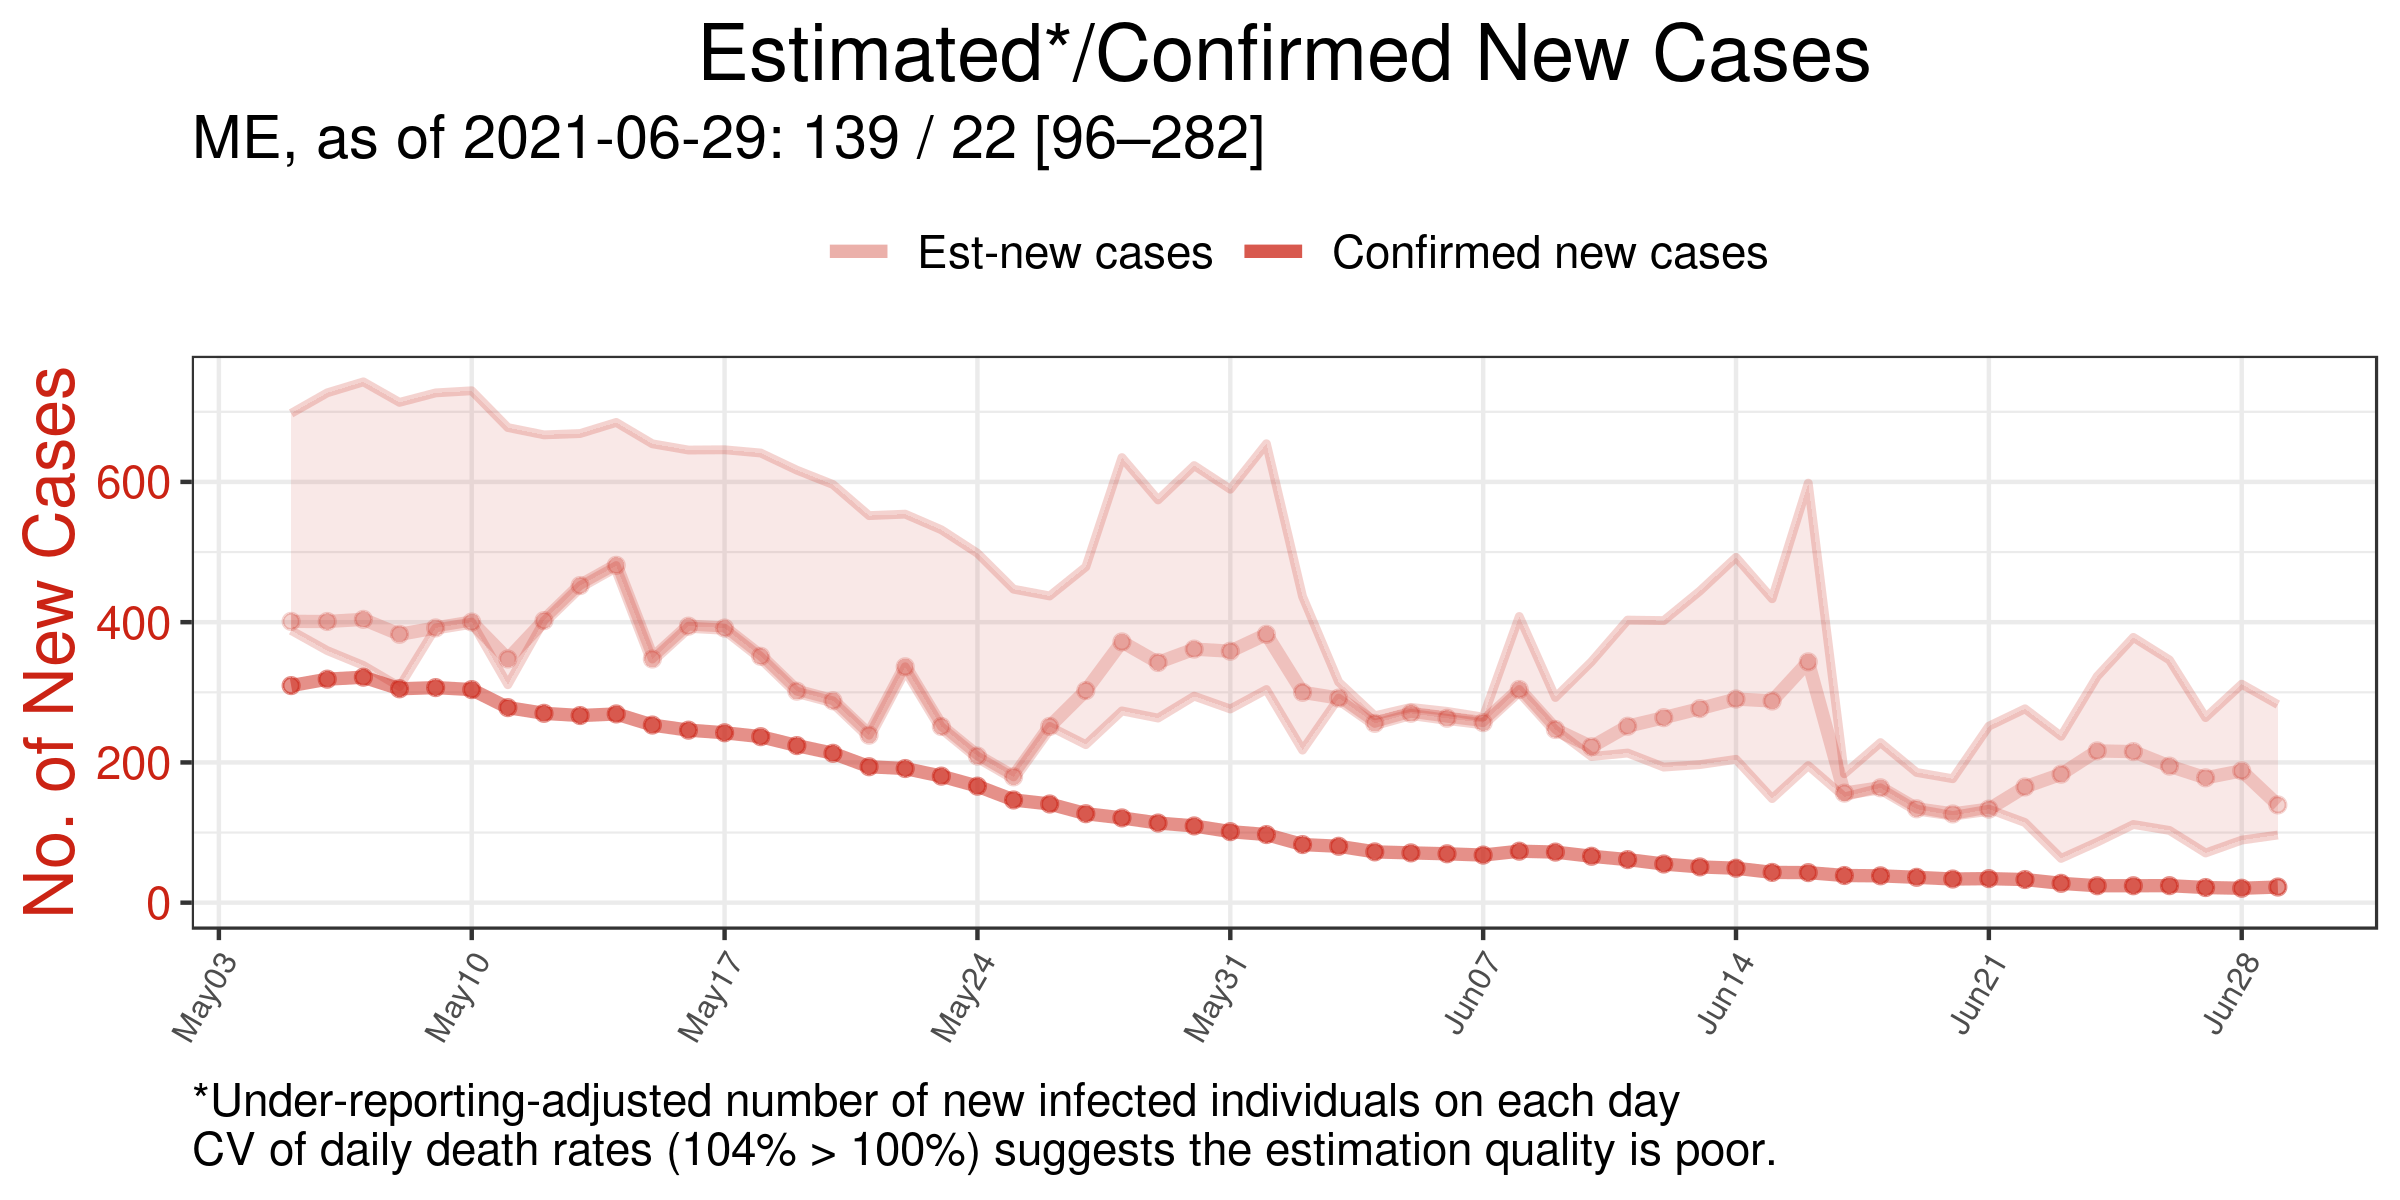 Estimated*/Confirmed New Cases
ME, as of 2021-06-29: 139 / 22 [96–282]
Est-new cases Confirmed new cases
No. of New Cases
600
400
200
0
May03 May10 May17 May24 May31 Jun07 Jun14 Jun21 Jun28
*Under-reporting-adjusted number of new infected individuals on each day
CV of daily death rates (104% > 100%) suggests the estimation quality is poor.